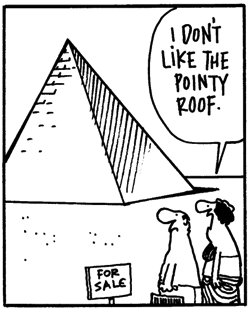 I DON'T
LIKE THE
POINTY
ROOF.
FOR
SALE